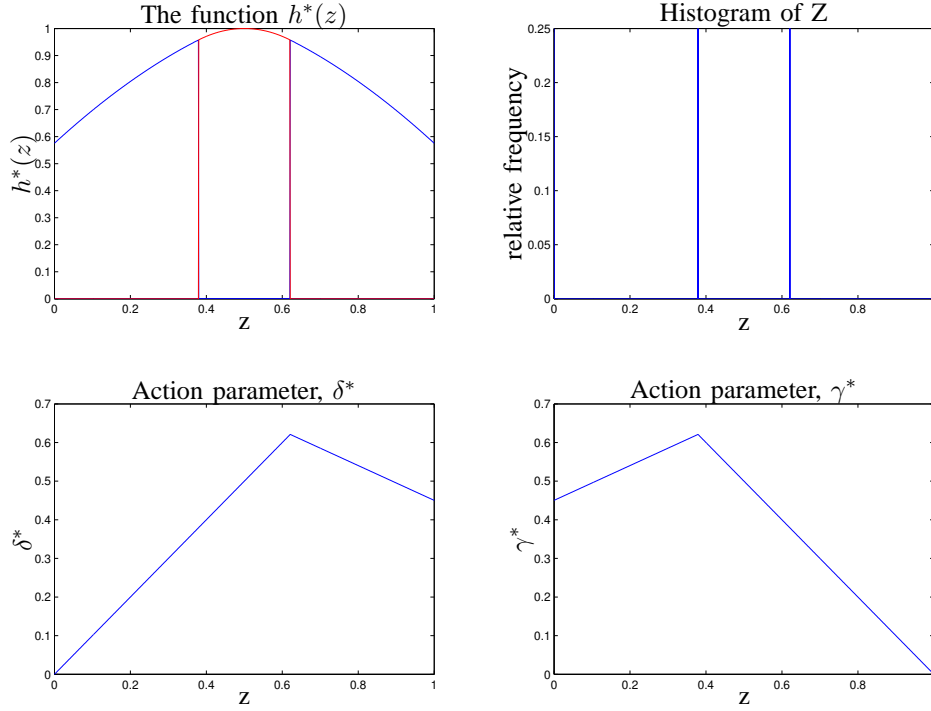 The function h*(z)
h*(z)
1
0.9
0.8
0.7
0.6
0.5
0.4
0.3
0.2
0.1
0
0 0.2 0.4 0.6 0.8 1
z
Histogram of Z
relative frequency
0.25
0.2
0.15
0.1
0.05
0
0 0.2 0.4 0.6 0.8
z
Action parameter, δ*
δ*
0.7
0.6
0.5
0.4
0.3
0.2
0.1
0
0 0.2 0.4 0.6 0.8 1
z
Action parameter, γ*
γ*
0.7
0.6
0.5
0.4
0.3
0.2
0.1
0
0 0.2 0.4 0.6 0.8
z